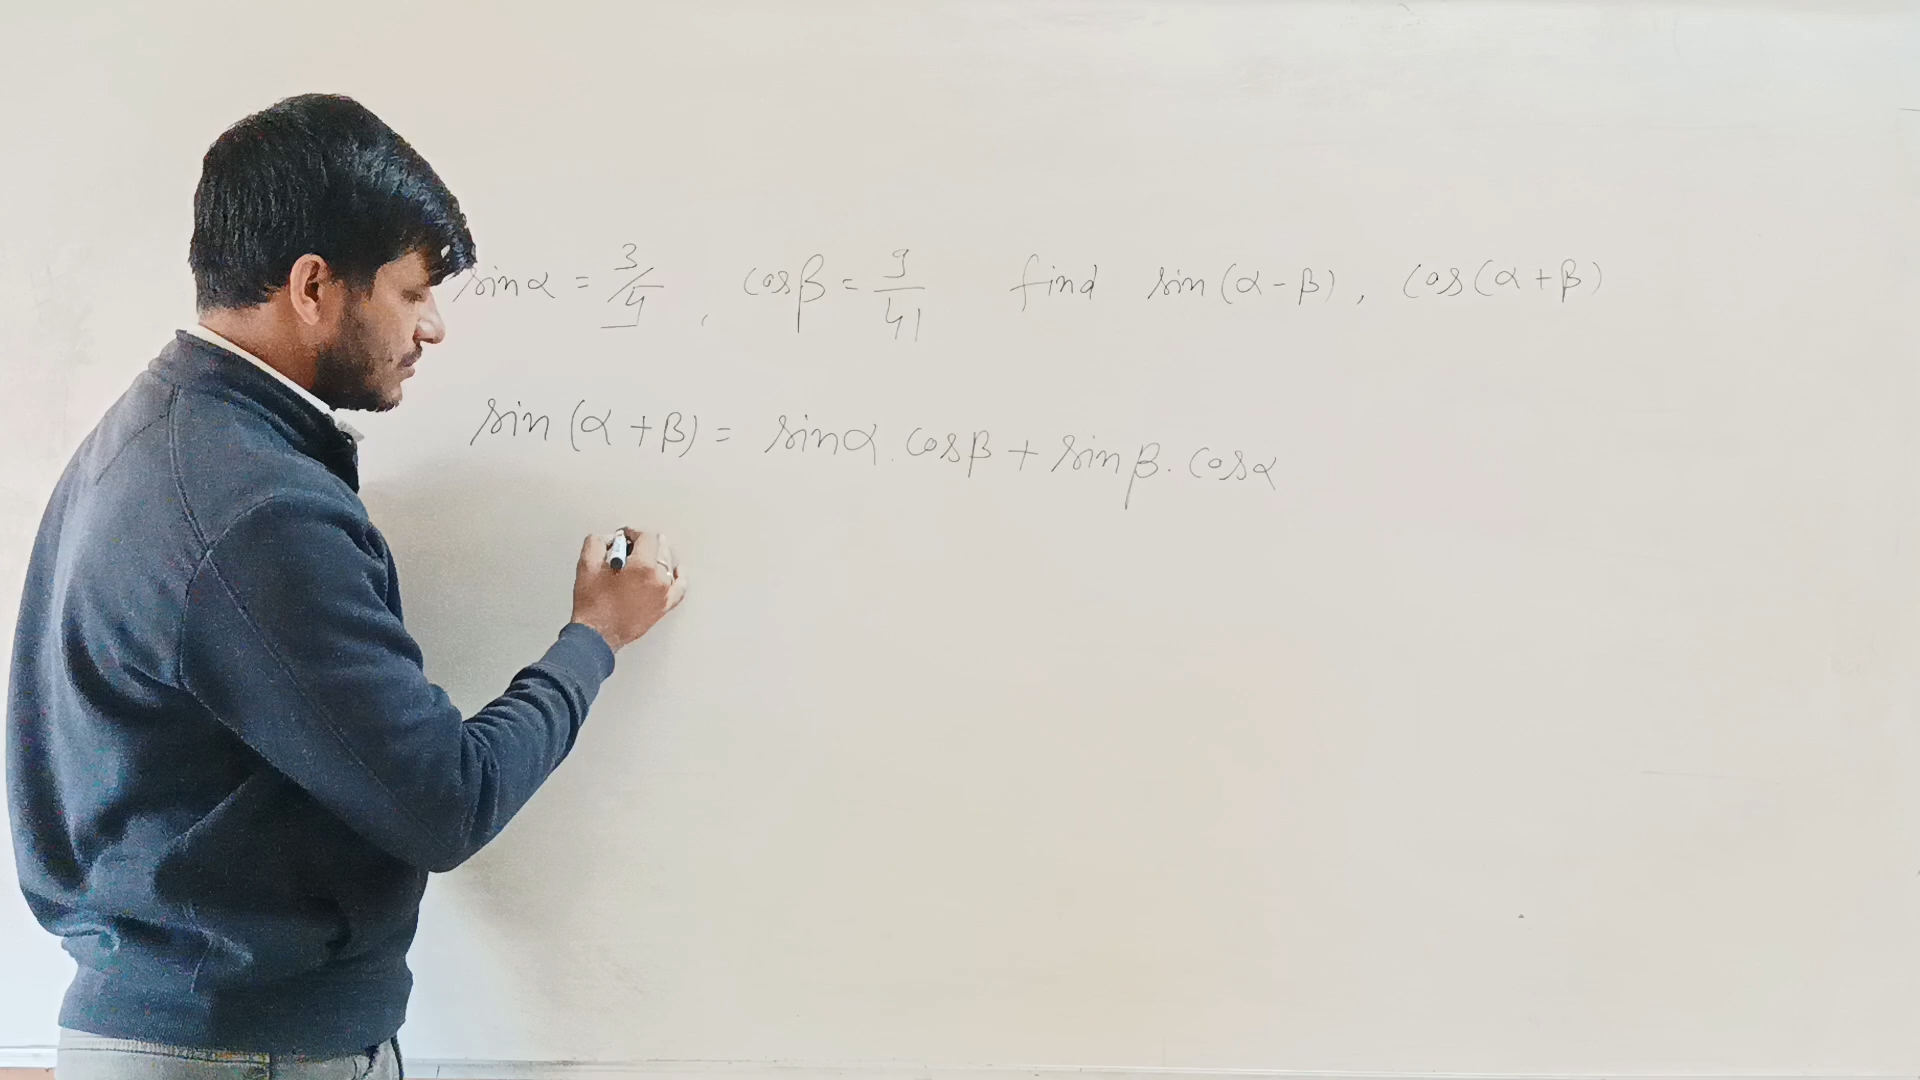 sinα = 3/4 , cosβ = 9/41 find sin(α-β), cos(α+β)
sin(α+β) = sinα.cosβ + sinβ.cosα